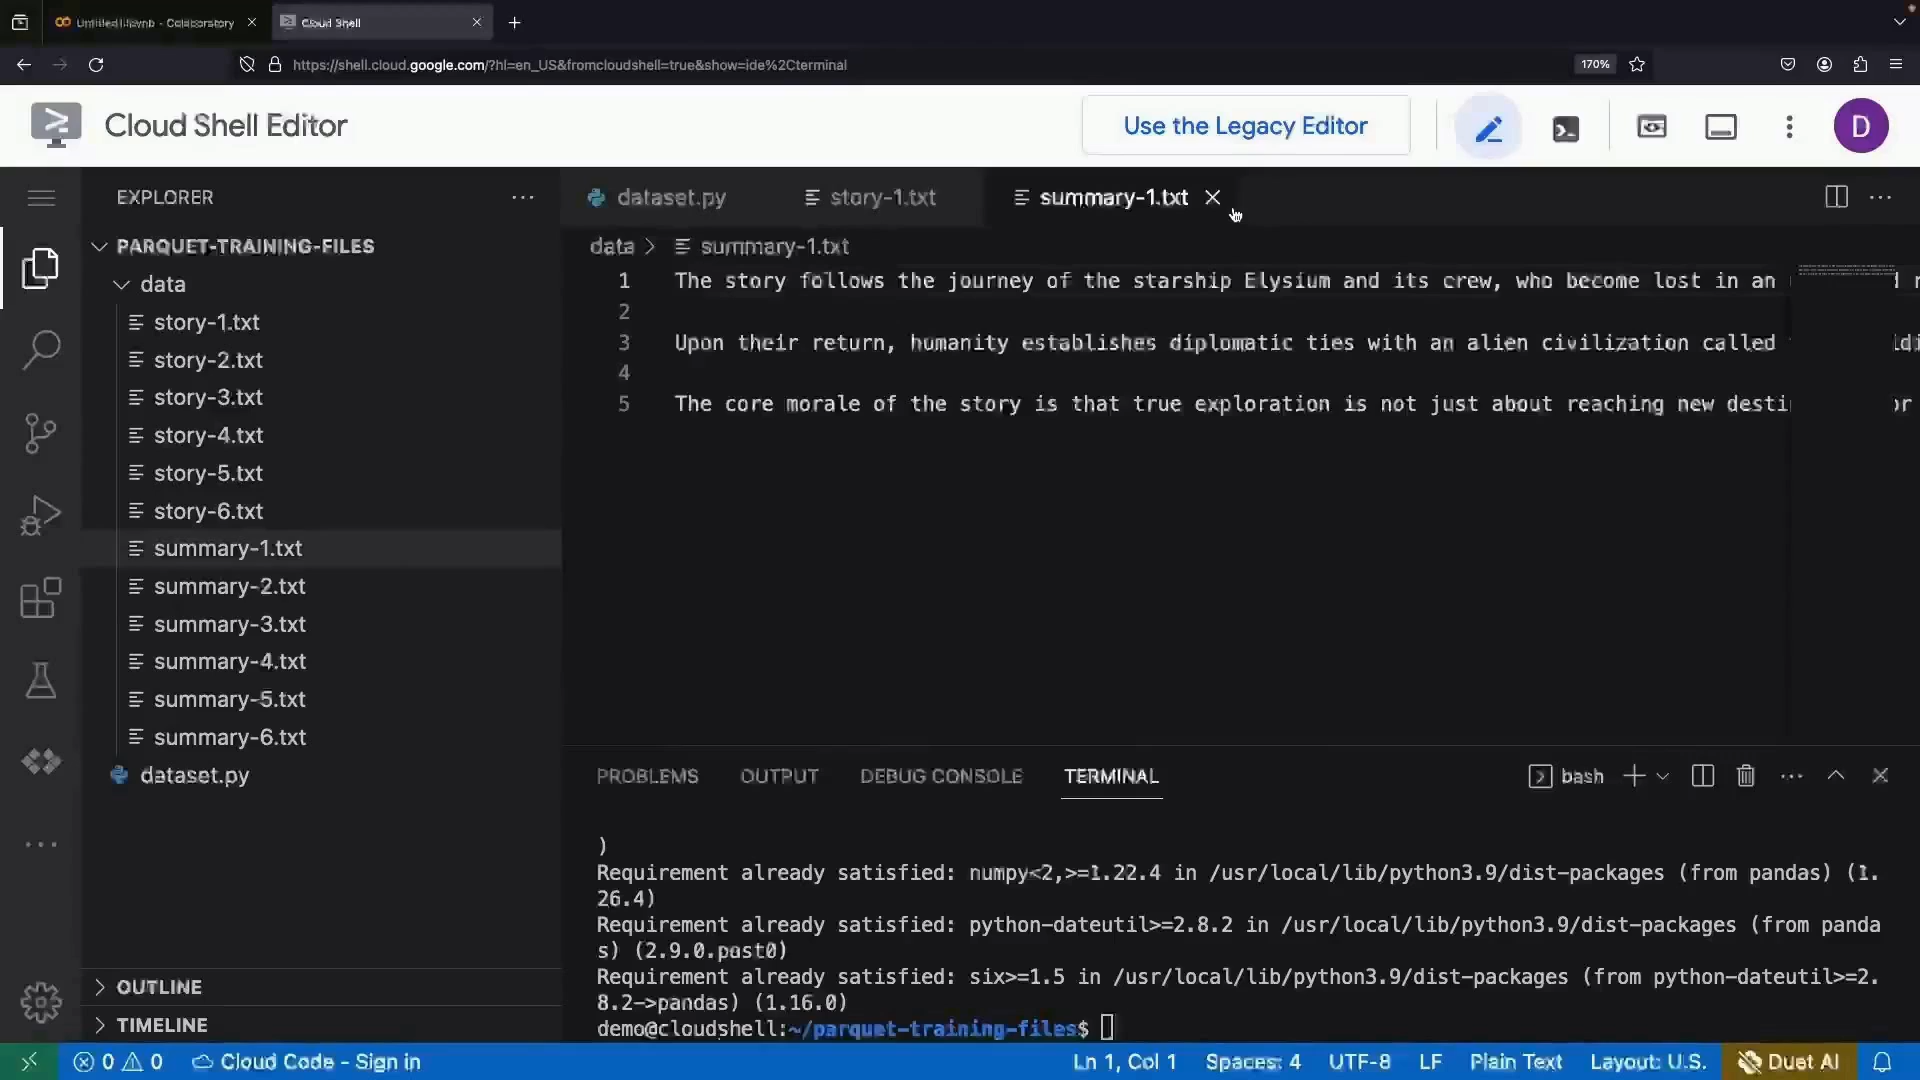 Untitled1.ipynb - Colaboratory
Cloud Shell
https://shell.cloud.google.com/?hl=en_US&fromcloudshell=true&show=ide%2Cterminal
170%
Cloud Shell Editor
Use the Legacy Editor
D
EXPLORER
dataset.py
story-1.txt
summary-1.txt
PARQUET-TRAINING-FILES
data
story-1.txt
story-2.txt
story-3.txt
story-4.txt
story-5.txt
story-6.txt
summary-1.txt
summary-2.txt
summary-3.txt
summary-4.txt
summary-5.txt
summary-6.txt
dataset.py
OUTLINE
TIMELINE
data > summary-1.txt
1 The story follows the journey of the starship Elysium and its crew, who become lost in an
2
3 Upon their return, humanity establishes diplomatic ties with an alien civilization called
4
5 The core morale of the story is that true exploration is not just about reaching new desti
PROBLEMS
OUTPUT
DEBUG CONSOLE
TERMINAL
bash
)
Requirement already satisfied: numpy<2,>=1.22.4 in /usr/local/lib/python3.9/dist-packages (from pandas) (1.
26.4)
Requirement already satisfied: python-dateutil>=2.8.2 in /usr/local/lib/python3.9/dist-packages (from panda
s) (2.9.0.post0)
Requirement already satisfied: six>=1.5 in /usr/local/lib/python3.9/dist-packages (from python-dateutil>=2.
8.2->pandas) (1.16.0)
demo@cloudshell:~/parquet-training-files$
0 0
Cloud Code - Sign in
Ln 1, Col 1
Spaces: 4
UTF-8
LF
Plain Text
Layout: U.S.
Duet AI